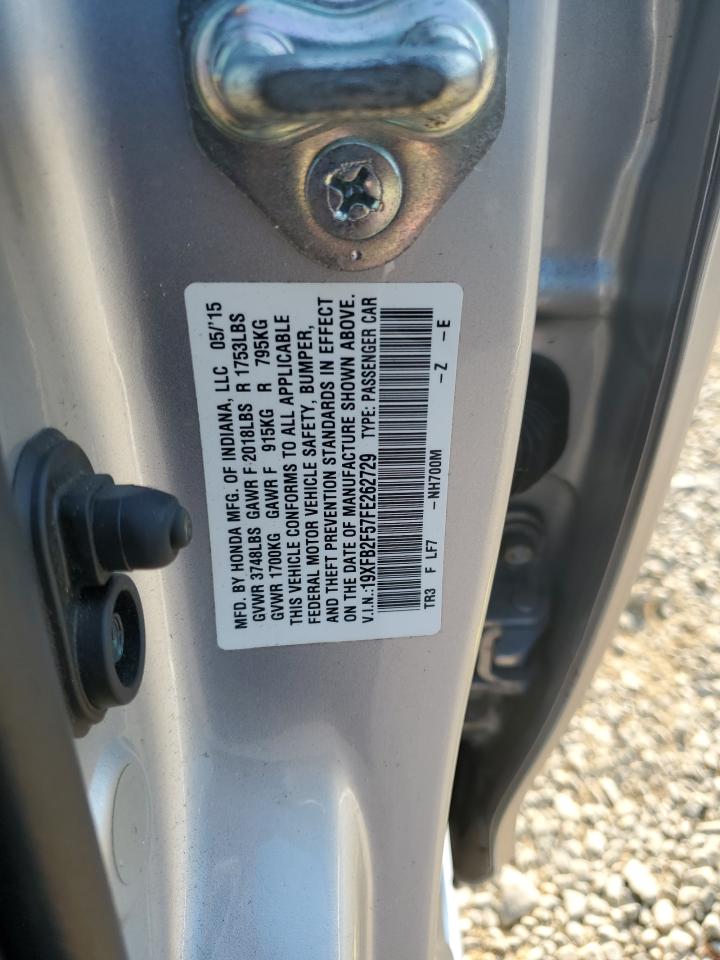 MFD. BY HONDA MFG. OF INDIANA, LLC 05/'15
GVWR 3748LBS GAWR F 2018LBS R 1753LBS
GVWR 1700KG GAWR F 915KG R 795KG
THIS VEHICLE CONFORMS TO ALL APPLICABLE
FEDERAL MOTOR VEHICLE SAFETY, BUMPER,
AND THEFT PREVENTION STANDARDS IN EFFECT
ON THE DATE OF MANUFACTURE SHOWN ABOVE.
V.I.N.:19XFB2F57FE262729 TYPE: PASSENGER CAR
TR3 F LF7 –NH700M –Z –E